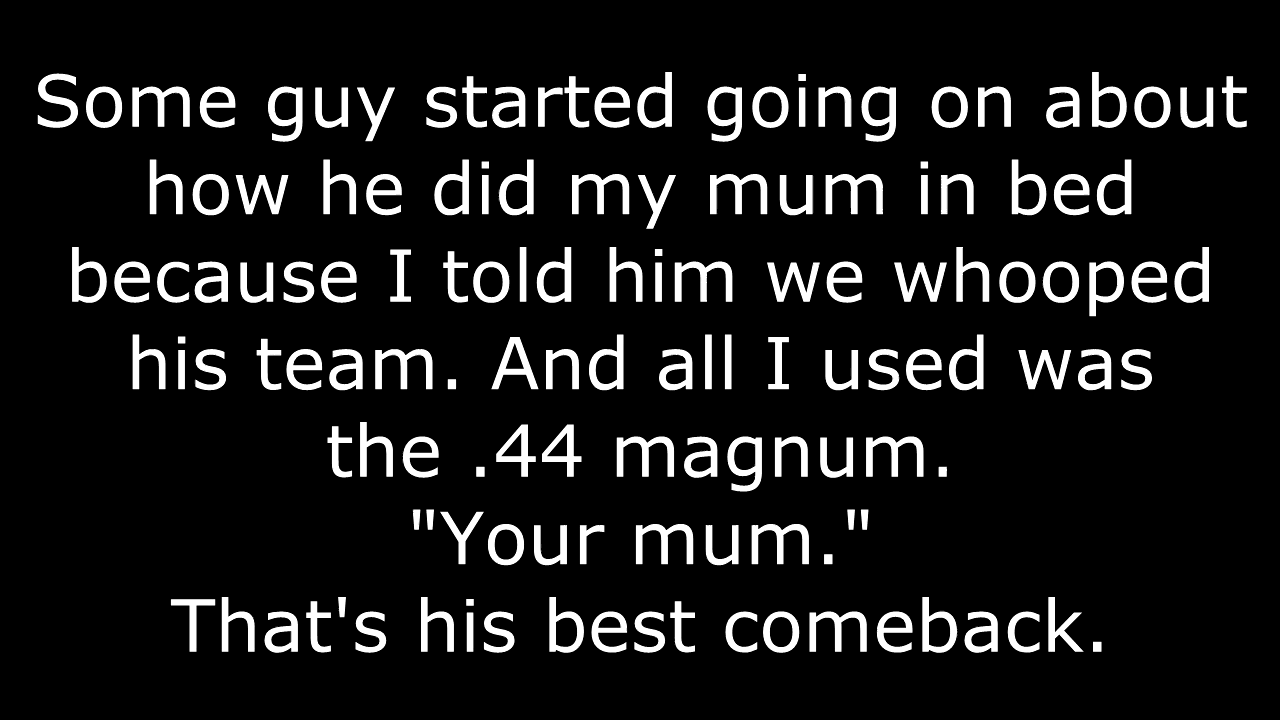 Some guy started going on about
how he did my mum in bed
because I told him we whooped
his team. And all I used was
the .44 magnum.
"Your mum."
That's his best comeback.